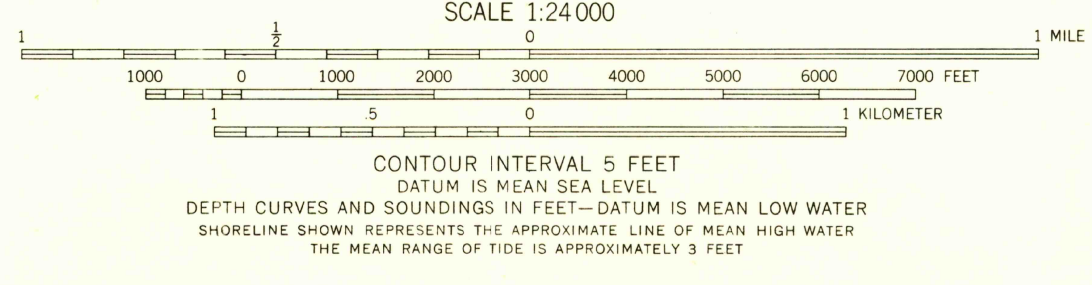 SCALE 1:24 000
1 1/2 0 1 MILE
1000 0 1000 2000 3000 4000 5000 6000 7000 FEET
1 .5 0 1 KILOMETER
CONTOUR INTERVAL 5 FEET
DATUM IS MEAN SEA LEVEL
DEPTH CURVES AND SOUNDINGS IN FEET—DATUM IS MEAN LOW WATER
SHORELINE SHOWN REPRESENTS THE APPROXIMATE LINE OF MEAN HIGH WATER
THE MEAN RANGE OF TIDE IS APPROXIMATELY 3 FEET